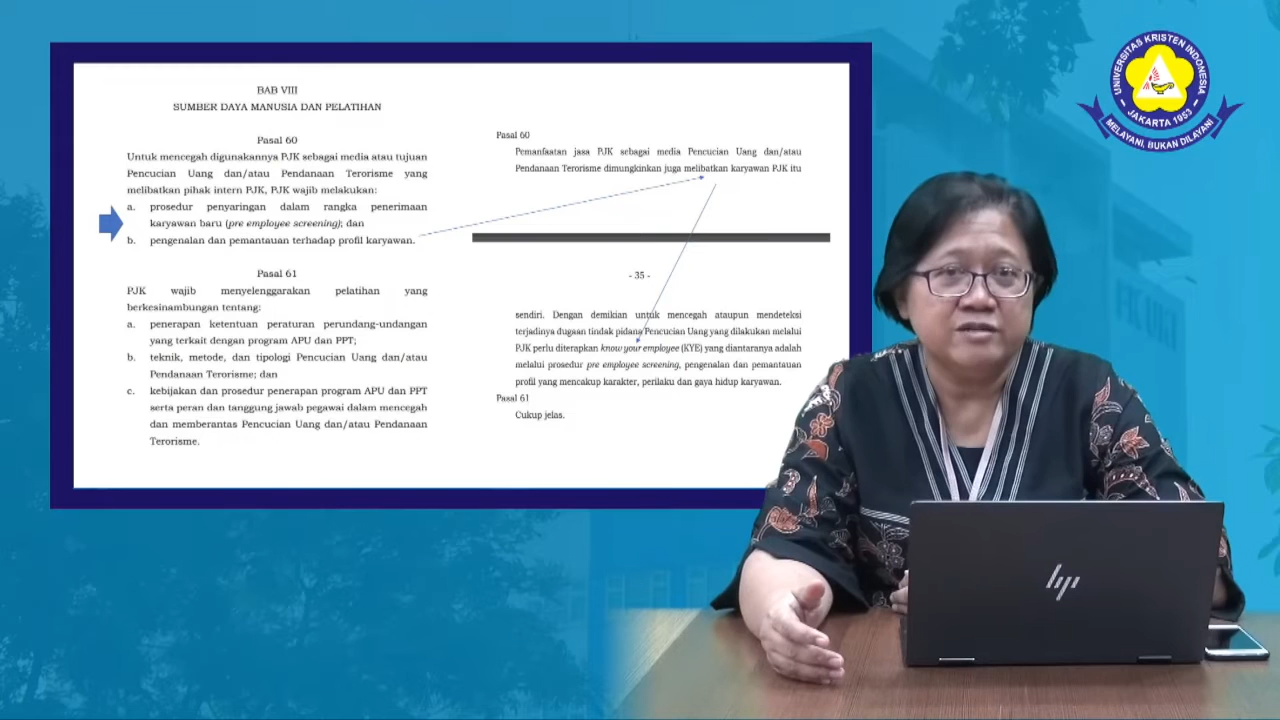 BAB VIII
SUMBER DAYA MANUSIA DAN PELATIHAN
Pasal 60
Untuk mencegah digunakannya PJK sebagai media atau tujuan
Pencucian Uang dan/atau Pendanaan Terorisme yang
melibatkan pihak intern PJK, PJK wajib melakukan:
a. prosedur penyaringan dalam rangka penerimaan
karyawan baru (pre employee screening); dan
b. pengenalan dan pemantauan terhadap profil karyawan.
Pasal 61
PJK wajib menyelenggarakan pelatihan yang
berkesinambungan tentang:
a. penerapan ketentuan peraturan perundang-undangan
yang terkait dengan program APU dan PPT;
b. teknik, metode, dan tipologi Pencucian Uang dan/atau
Pendanaan Terorisme; dan
c. kebijakan dan prosedur penerapan program APU dan PPT
serta peran dan tanggung jawab pegawai dalam mencegah
dan memberantas Pencucian Uang dan/atau Pendanaan
Terorisme.
Pasal 60
Pemanfaatan jasa PJK sebagai media Pencucian Uang dan/atau
Pendanaan Terorisme dimungkinkan juga melibatkan karyawan PJK itu
- 35 -
sendiri. Dengan demikian untuk mencegah ataupun mendeteksi
terjadinya dugaan tindak pidana Pencucian Uang yang dilakukan melalui
PJK perlu diterapkan know your employee (KYE) yang diantaranya adalah
melalui prosedur pre employee screening, pengenalan dan pemantauan
profil yang mencakup karakter, perilaku dan gaya hidup karyawan.
Pasal 61
Cukup jelas.
UNIVERSITAS KRISTEN INDONESIA
JAKARTA 1953
MELAYANI, BUKAN DILAYANI
hp